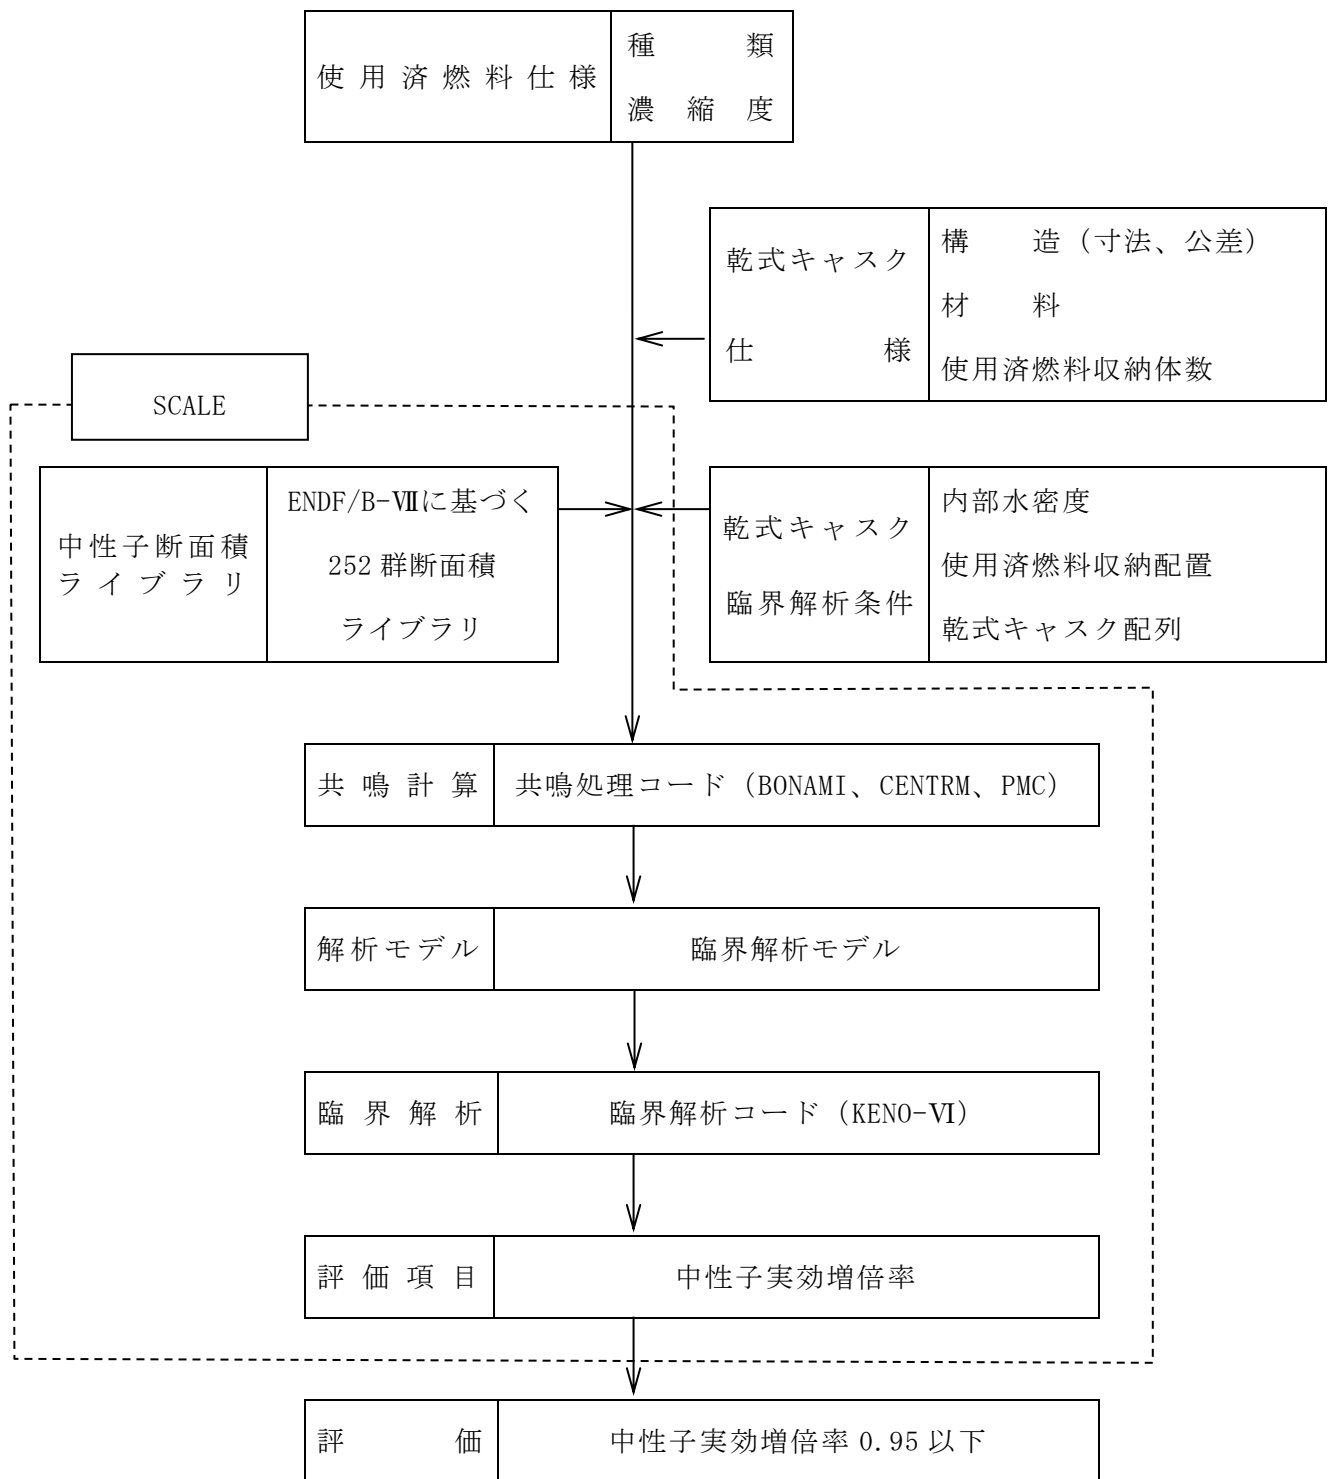 使用済燃料仕様
種類
濃縮度
乾式キャスク
仕様
構造（寸法、公差）
材料
使用済燃料収納体数
SCALE
中性子断面積
ライブラリ
ENDF/B-Ⅶに基づく
252群断面積
ライブラリ
乾式キャスク
臨界解析条件
内部水密度
使用済燃料収納配置
乾式キャスク配列
共鳴計算
共鳴処理コード（BONAMI、CENTRM、PMC）
解析モデル
臨界解析モデル
臨界解析
臨界解析コード（KENO-Ⅵ）
評価項目
中性子実効増倍率
評価
中性子実効増倍率 0.95 以下